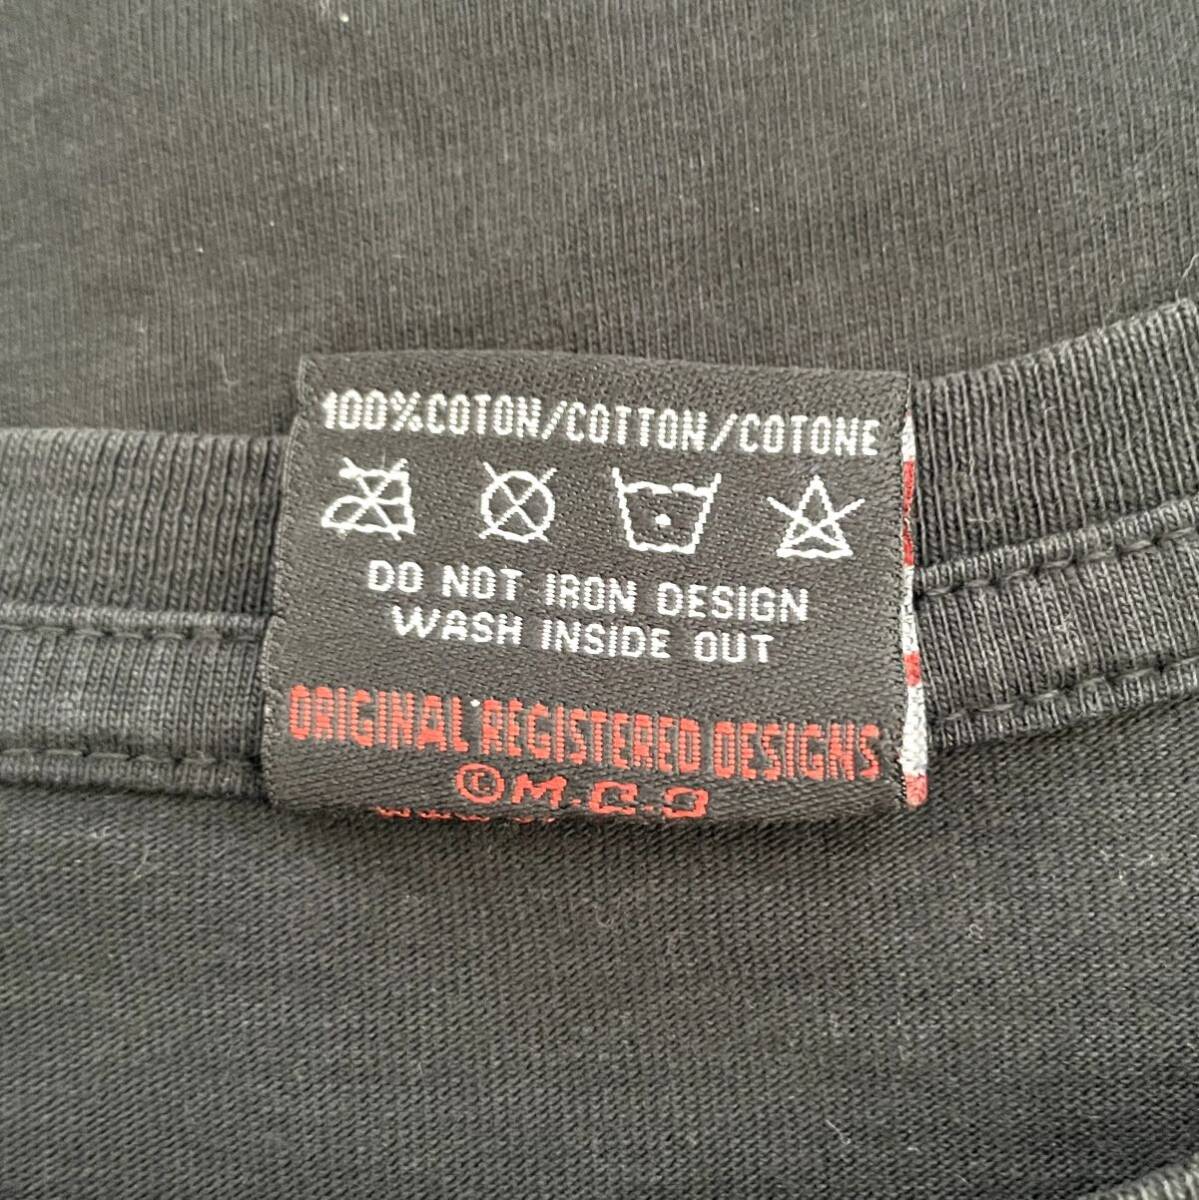 100%COTON/COTTON/COTONE
DO NOT IRON DESIGN
WASH INSIDE OUT
ORIGINAL REGISTERED DESIGNS
©M.C.3